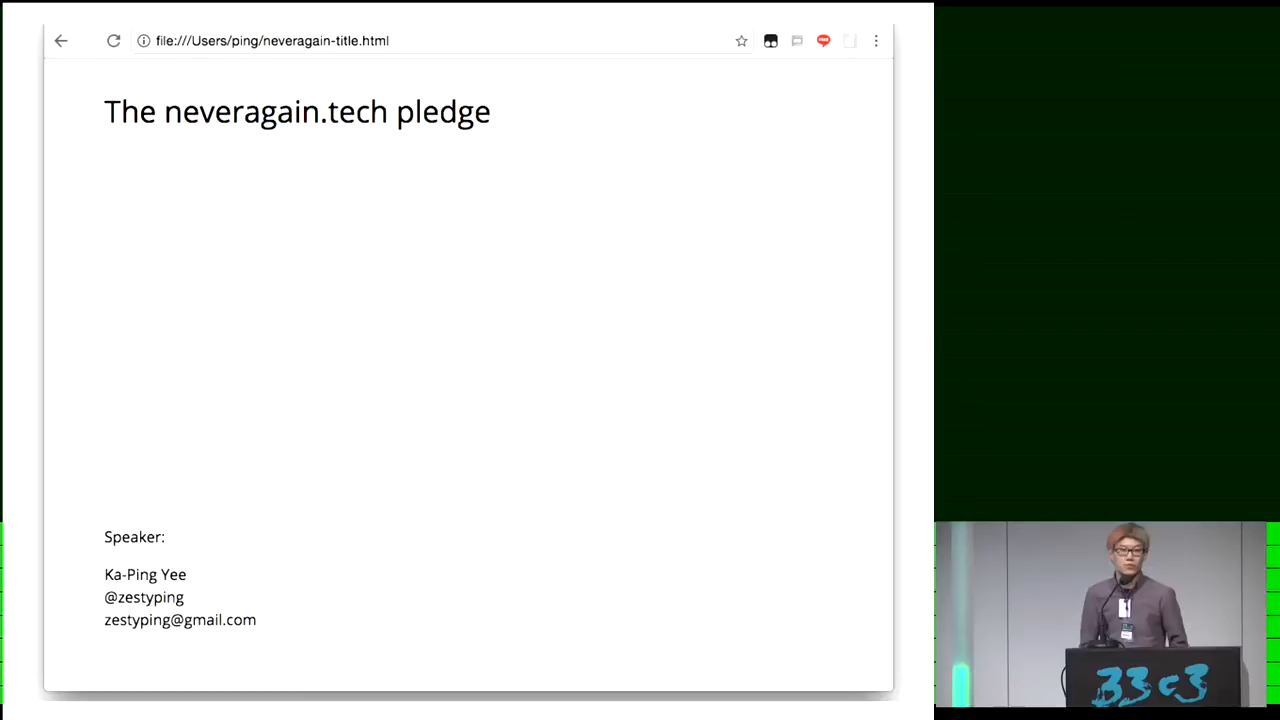 file:///Users/ping/neveragain-title.html
The neveragain.tech pledge
Speaker:
Ka-Ping Yee
@zestyping
zestyping@gmail.com
33c3